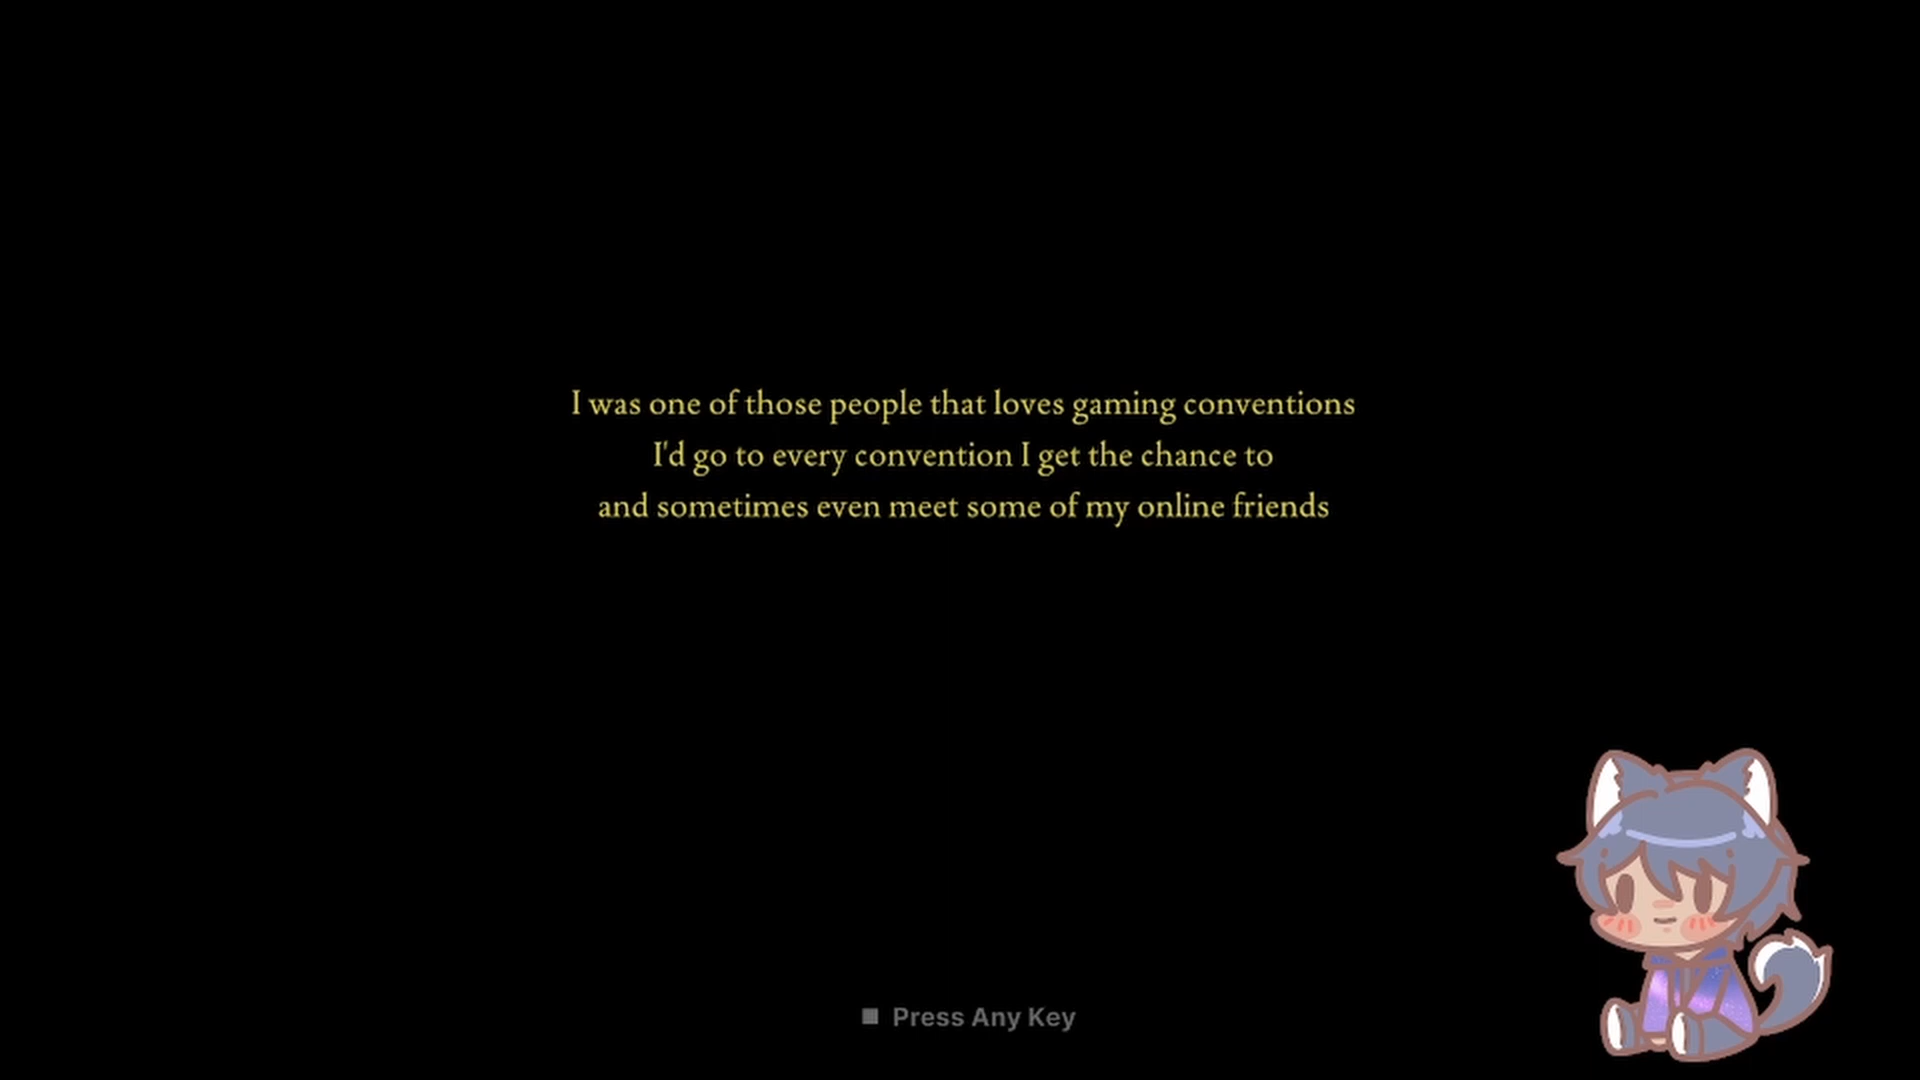 I was one of those people that loves gaming conventions
I'd go to every convention I get the chance to
and sometimes even meet some of my online friends
Press Any Key